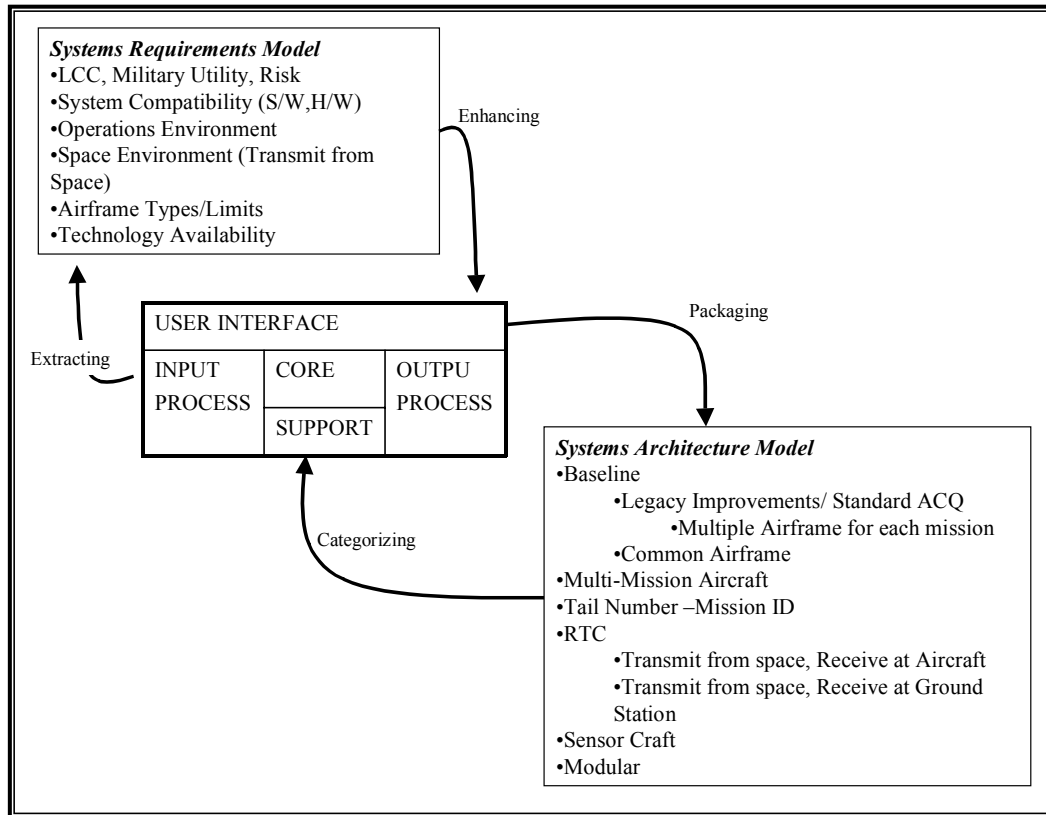 Systems Requirements Model
•LCC, Military Utility, Risk
•System Compatibility (S/W,H/W)
•Operations Environment
•Space Environment (Transmit from
Space)
•Airframe Types/Limits
•Technology Availability
Enhancing
USER INTERFACE
INPUT
PROCESS
CORE
SUPPORT
OUTPU
PROCESS
Extracting
Packaging
Categorizing
Systems Architecture Model
•Baseline
•Legacy Improvements/ Standard ACQ
•Multiple Airframe for each mission
•Common Airframe
•Multi-Mission Aircraft
•Tail Number –Mission ID
•RTC
•Transmit from space, Receive at Aircraft
•Transmit from space, Receive at Ground
Station
•Sensor Craft
•Modular